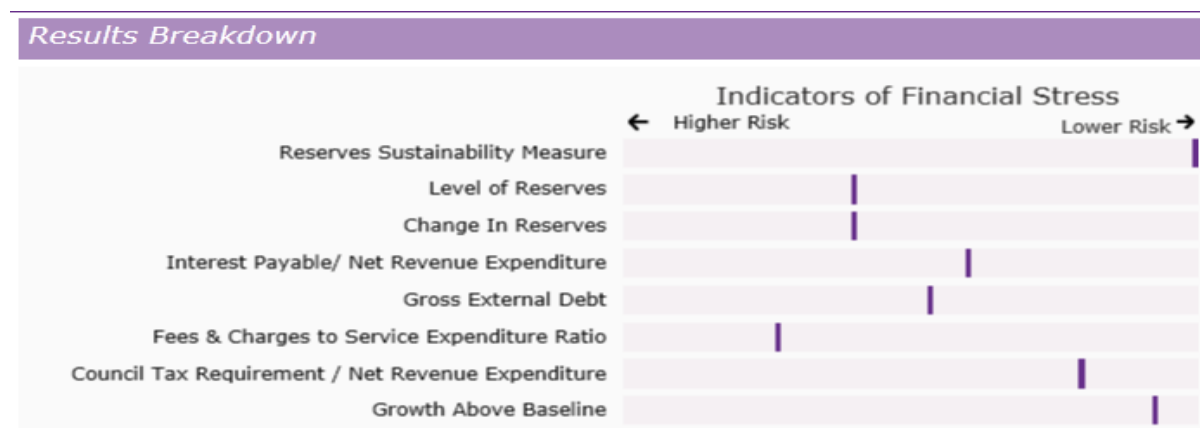 Results Breakdown
Indicators of Financial Stress
← Higher Risk Lower Risk →
Reserves Sustainability Measure
Level of Reserves
Change In Reserves
Interest Payable/ Net Revenue Expenditure
Gross External Debt
Fees & Charges to Service Expenditure Ratio
Council Tax Requirement / Net Revenue Expenditure
Growth Above Baseline